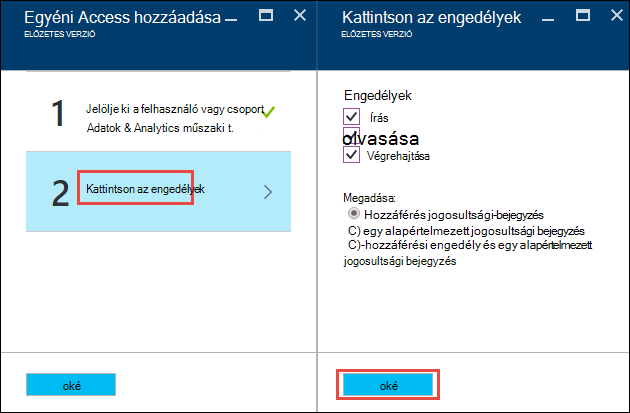 Egyéni Access hozzáadása
ELŐZETES VERZIÓ
1
Jelölje ki a felhasználó vagy csoport
Adatok & Analytics műszaki t.
2
Kattintson az engedélyek
oké
Kattintson az engedélyek
ELŐZETES VERZIÓ
Engedélyek
Írás
olvasása
Végrehajtása
Megadása:
Hozzáférés jogosultsági-bejegyzés
C) egy alapértelmezett jogosultsági bejegyzés
C)-hozzáférési engedély és egy alapértelmezett
jogosultsági bejegyzés
oké